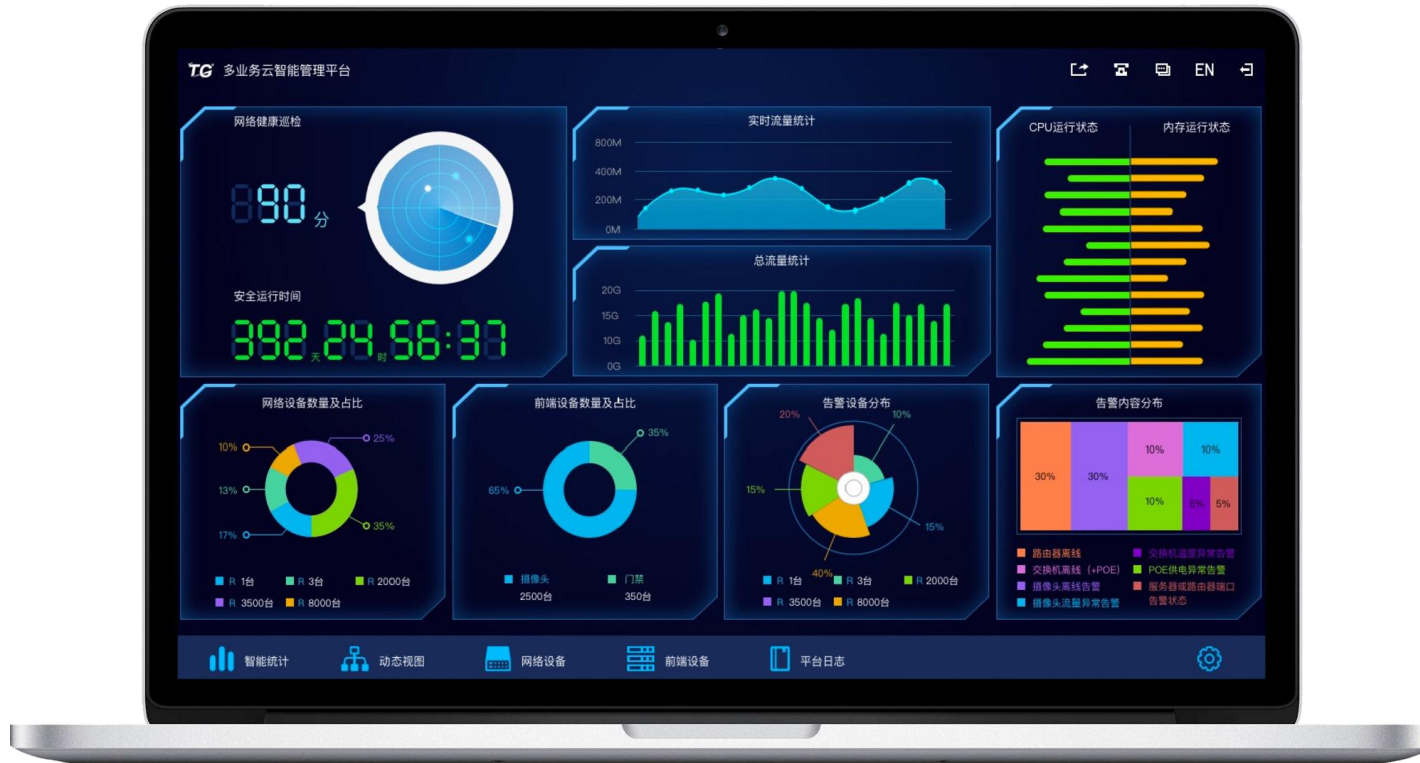 TG 多业务云智能管理平台
EN
网络健康巡检
90 分
安全运行时间
392 天 24 时 56:37
实时流量统计
800M
400M
200M
0M
总流量统计
20G
15G
10G
0G
CPU运行状态 内存运行状态
网络设备数量及占比
10%
25%
13%
17%
35%
R 1台 R 3台 R 2000台
R 3500台 R 8000台
前端设备数量及占比
35%
65%
摄像头 门禁
2500台 350台
告警设备分布
20%
10%
15%
15%
40%
R 1台 R 3台 R 2000台
R 3500台 R 8000台
告警内容分布
30% 30% 10% 10%
10% 5% 5%
路由器离线 交换机温度异常告警
交换机离线（+POE） POE供电异常告警
摄像头离线告警 服务器或路由器端口
摄像头流量异常告警 告警状态
智能统计 动态视图 网络设备 前端设备 平台日志